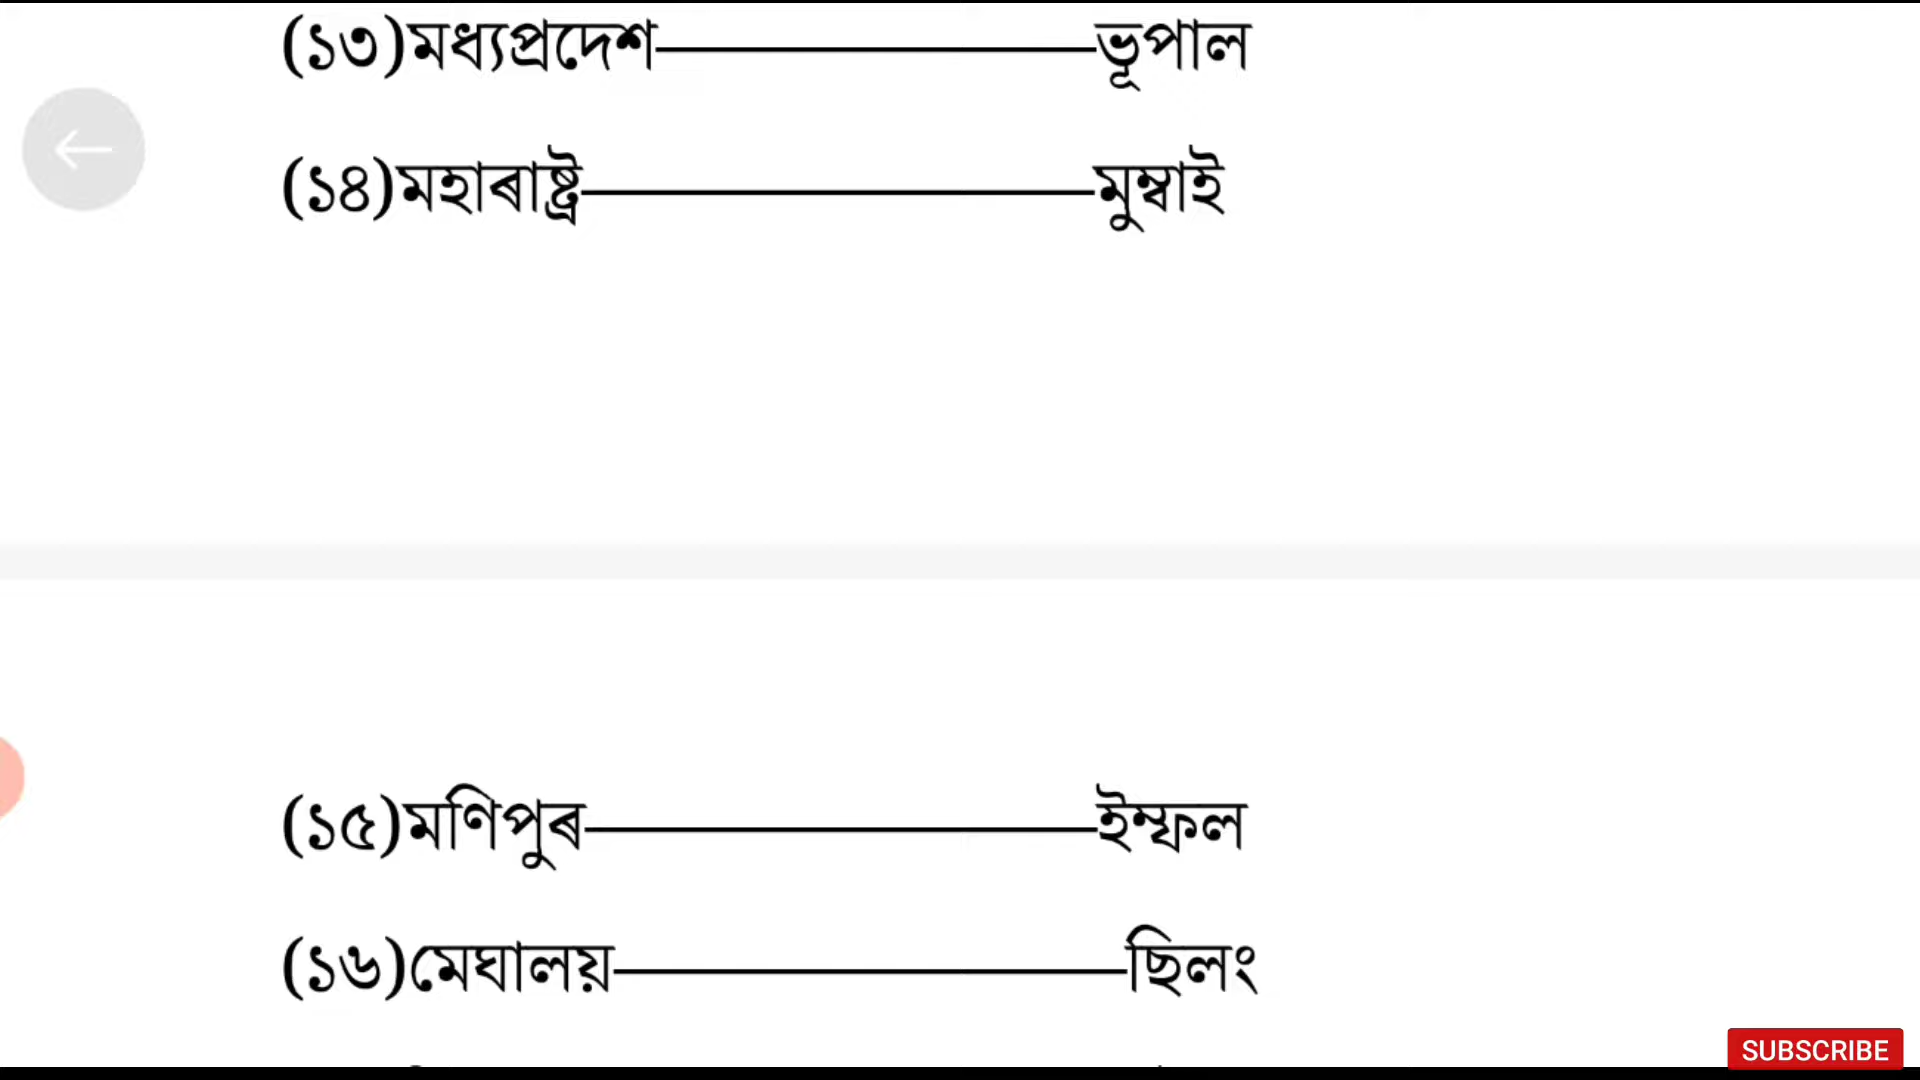 (১৩)মধ্যপ্ৰদেশ————————ভূপাল
(১৪)মহাৰাষ্ট্ৰ—————————মুম্বাই
(১৫)মণিপুৰ—————————ইম্ফল
(১৬)মেঘালয়—————————ছিলং
SUBSCRIBE